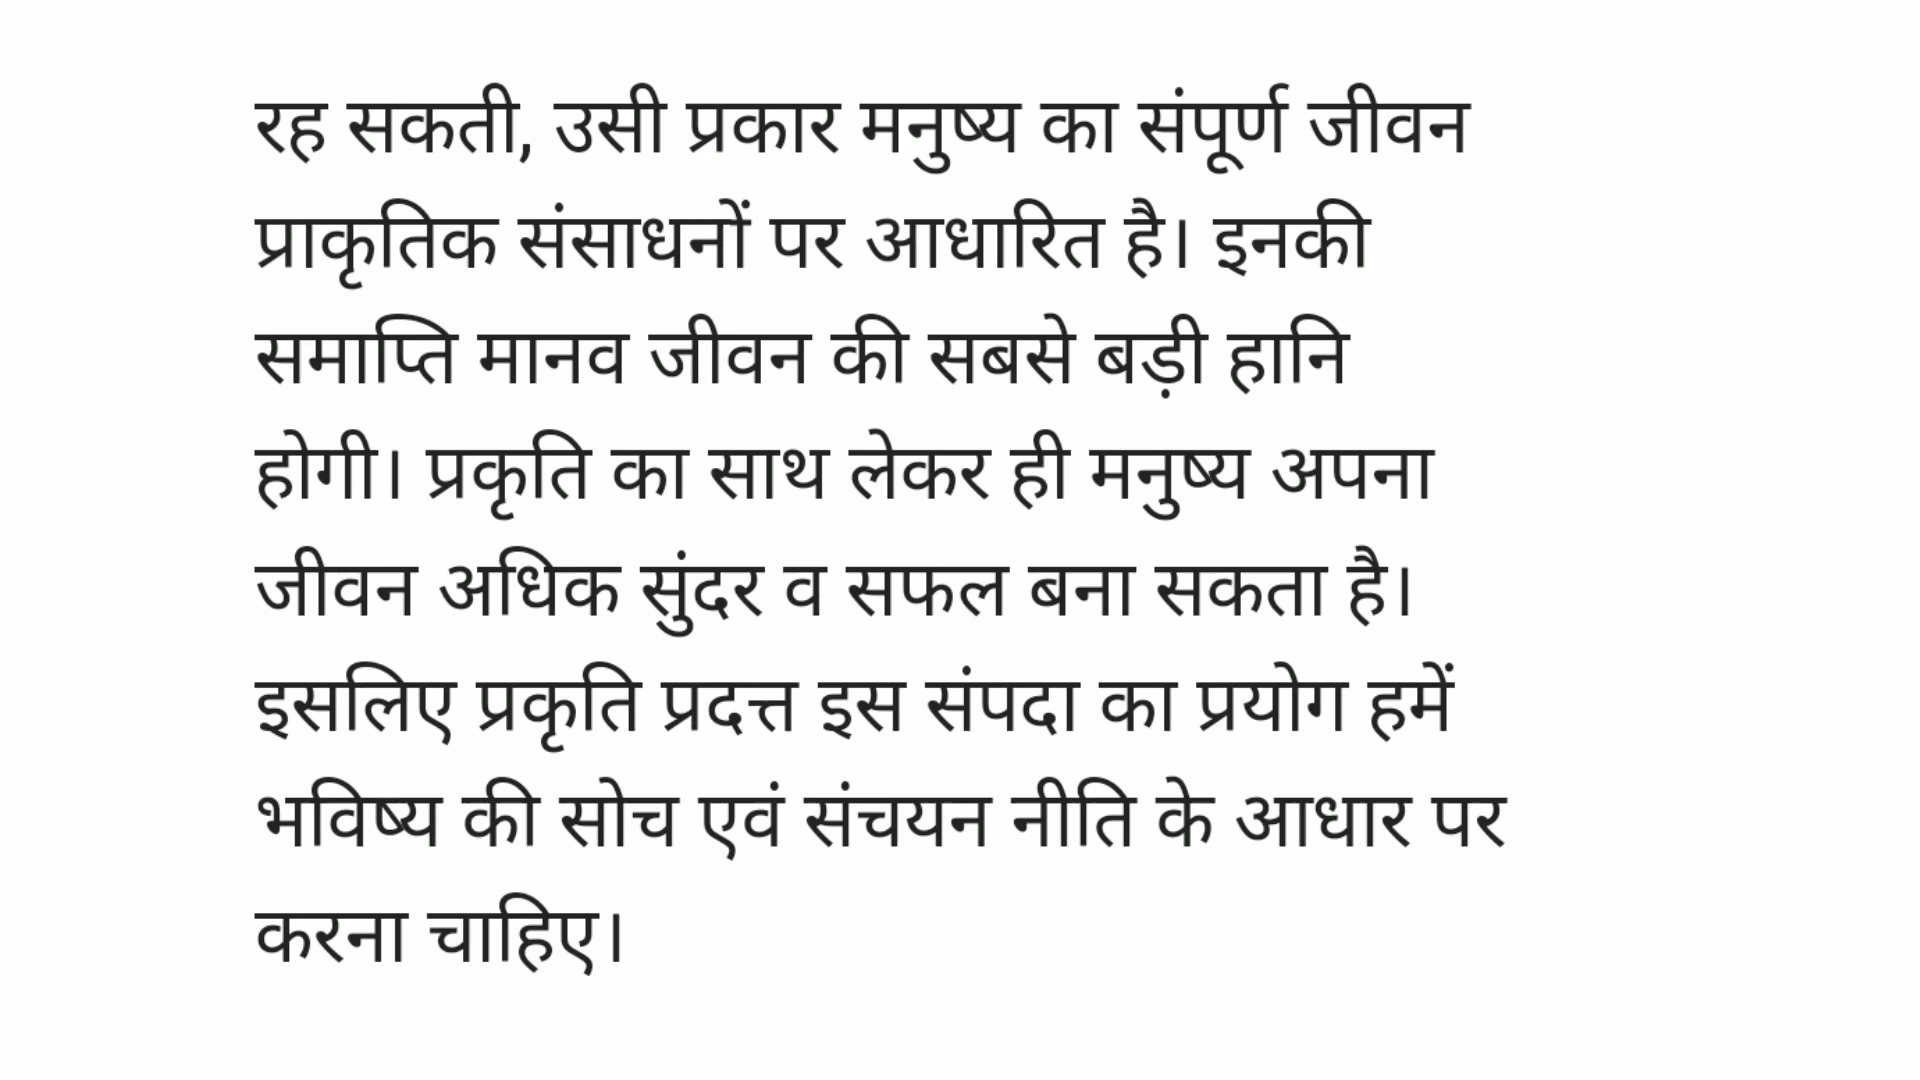 रह सकती, उसी प्रकार मनुष्य का संपूर्ण जीवन
प्राकृतिक संसाधनों पर आधारित है। इनकी
समाप्ति मानव जीवन की सबसे बड़ी हानि
होगी। प्रकृति का साथ लेकर ही मनुष्य अपना
जीवन अधिक सुंदर व सफल बना सकता है।
इसलिए प्रकृति प्रदत्त इस संपदा का प्रयोग हमें
भविष्य की सोच एवं संचयन नीति के आधार पर
करना चाहिए।